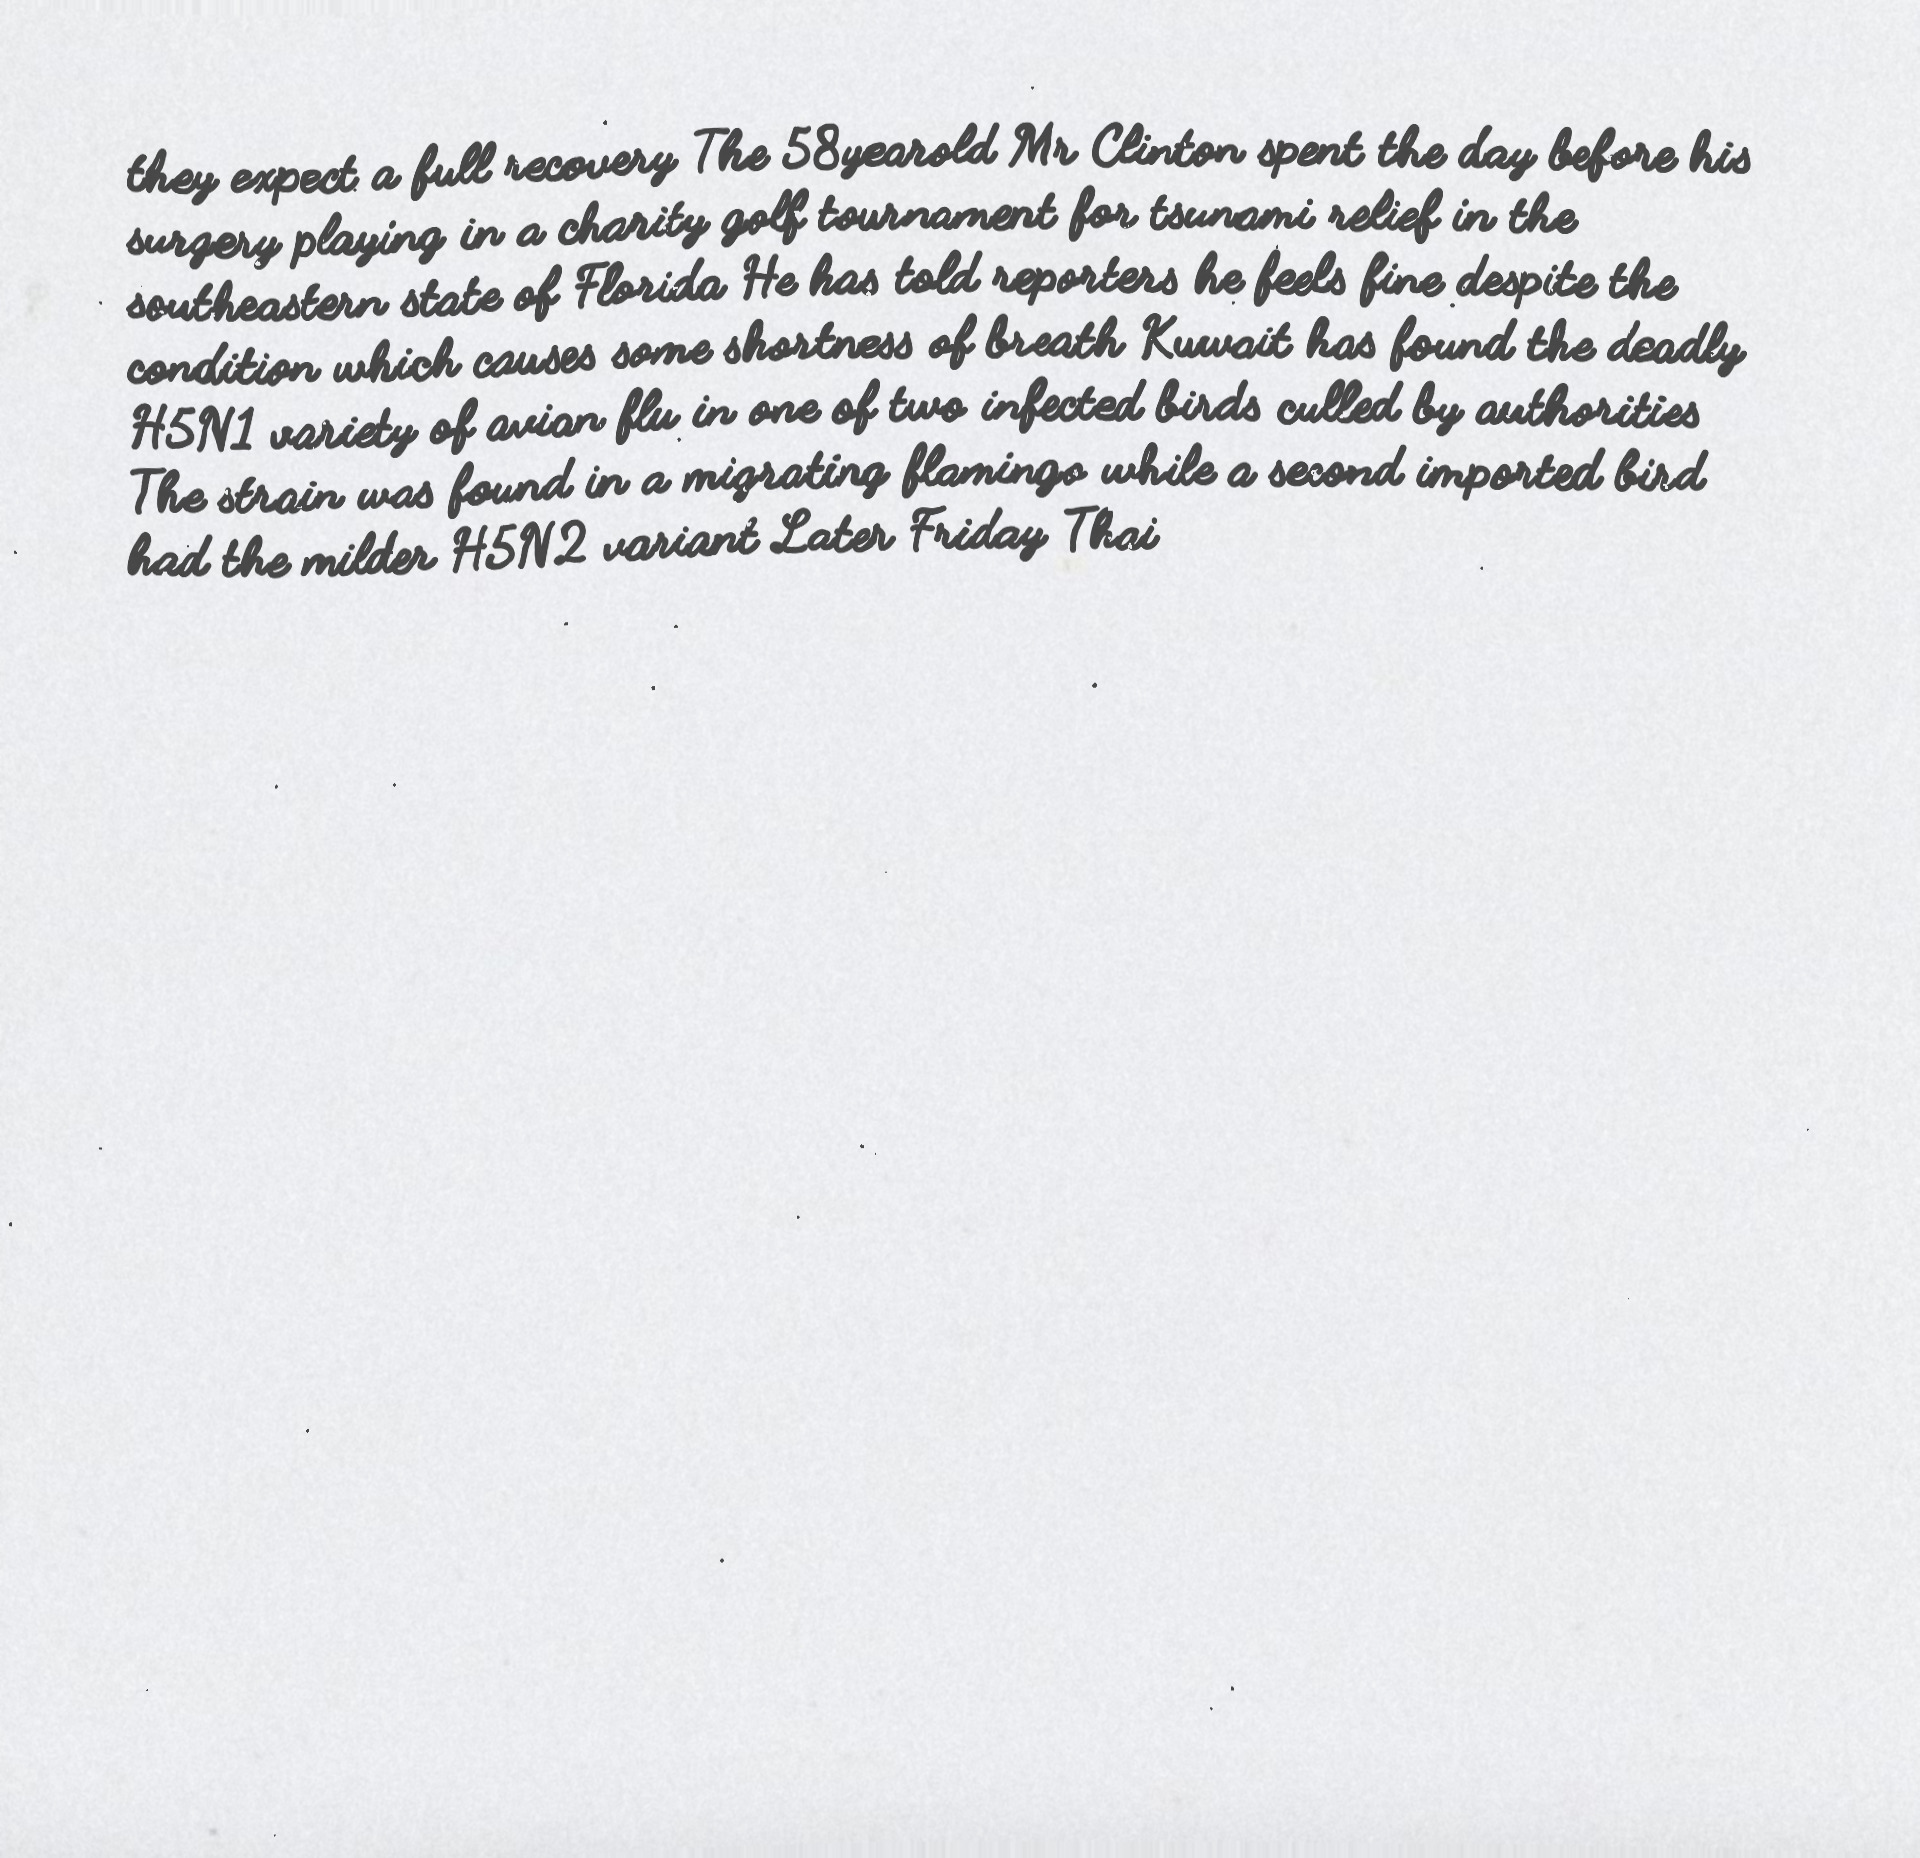 they expect a full recovery The 58yearold Mr Clinton spent the day before his
surgery playing in a charity golf tournament for tsunami relief in the
southeastern state of Florida He has told reporters he feels fine despite the
condition which causes some shortness of breath Kuwait has found the deadly
H5N1 variety of avian flu in one of two infected birds culled by authorities
The strain was found in a migrating flamingo while a second imported bird
had the milder H5N2 variant Later Friday Thai